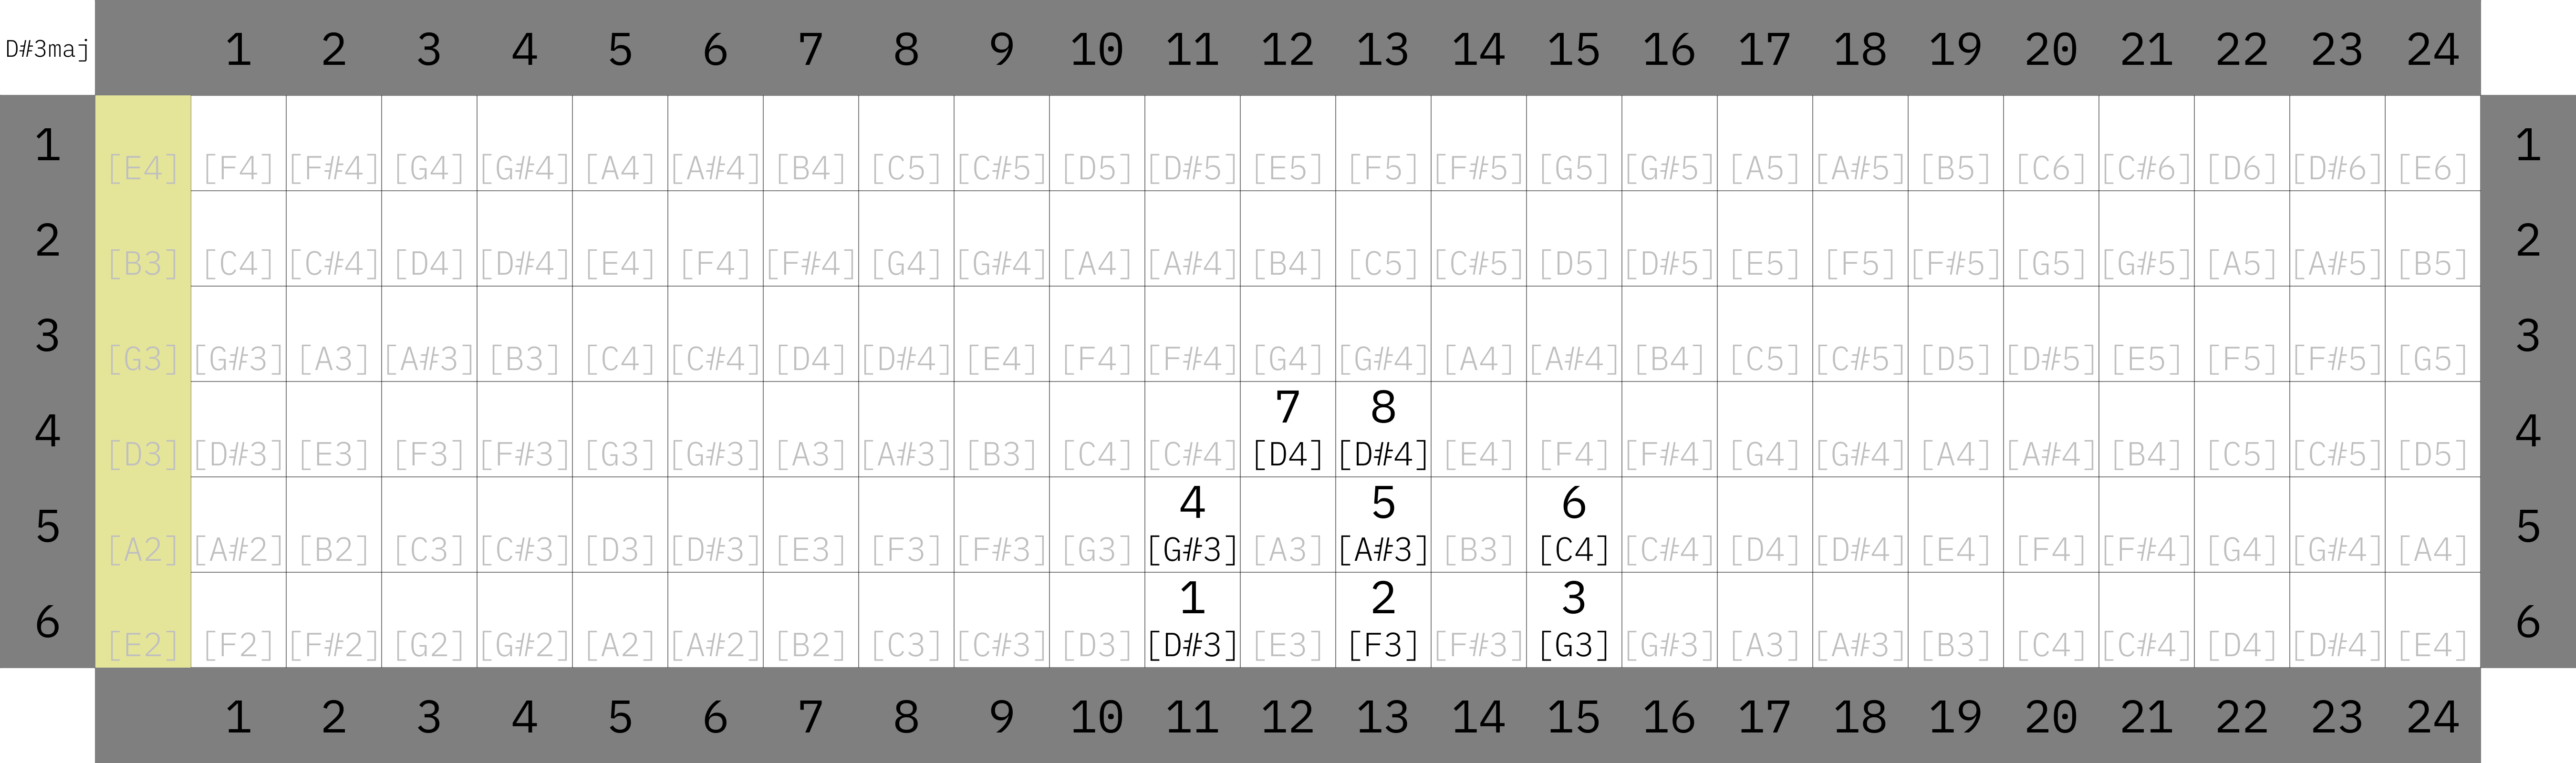 D#3maj 1 2 3 4 5 6 7 8 9 10 11 12 13 14 15 16 17 18 19 20 21 22 23 24
1 [E4] [F4] [F#4] [G4] [G#4] [A4] [A#4] [B4] [C5] [C#5] [D5] [D#5] [E5] [F5] [F#5] [G5] [G#5] [A5] [A#5] [B5] [C6] [C#6] [D6] [D#6] [E6] 1
2 [B3] [C4] [C#4] [D4] [D#4] [E4] [F4] [F#4] [G4] [G#4] [A4] [A#4] [B4] [C5] [C#5] [D5] [D#5] [E5] [F5] [F#5] [G5] [G#5] [A5] [A#5] [B5] 2
3 [G3] [G#3] [A3] [A#3] [B3] [C4] [C#4] [D4] [D#4] [E4] [F4] [F#4] [G4] [G#4] [A4] [A#4] [B4] [C5] [C#5] [D5] [D#5] [E5] [F5] [F#5] [G5] 3
7 8
4 [D3] [D#3] [E3] [F3] [F#3] [G3] [G#3] [A3] [A#3] [B3] [C4] [C#4] [D4] [D#4] [E4] [F4] [F#4] [G4] [G#4] [A4] [A#4] [B4] [C5] [C#5] [D5] 4
4 5 6
5 [A2] [A#2] [B2] [C3] [C#3] [D3] [D#3] [E3] [F3] [F#3] [G3] [G#3] [A3] [A#3] [B3] [C4] [C#4] [D4] [D#4] [E4] [F4] [F#4] [G4] [G#4] [A4] 5
1 2 3
6 [E2] [F2] [F#2] [G2] [G#2] [A2] [A#2] [B2] [C3] [C#3] [D3] [D#3] [E3] [F3] [F#3] [G3] [G#3] [A3] [A#3] [B3] [C4] [C#4] [D4] [D#4] [E4] 6
1 2 3 4 5 6 7 8 9 10 11 12 13 14 15 16 17 18 19 20 21 22 23 24